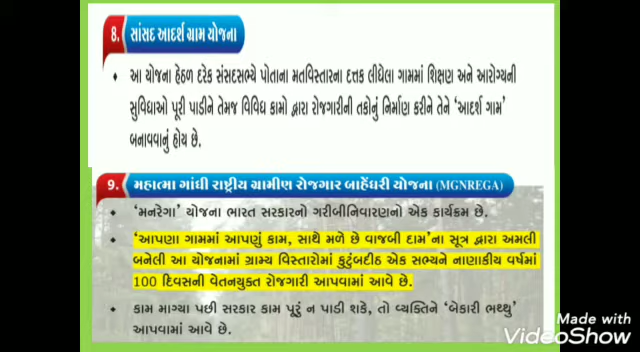 8. સાંસદ આદર્શ ગ્રામ યોજના
• આ યોજના હેઠળ દરેક સંસદસભ્યે પોતાના મતવિસ્તારના દત્તક લીધેલા ગામમાં શિક્ષણ અને આરોગ્યની
સુવિધાઓ પૂરી પાડીને તેમજ વિવિધ કામો દ્વારા રોજગારીની તકોનું નિર્માણ કરીને તેને ‘આદર્શ ગામ’
બનાવવાનું હોય છે.
9. મહાત્મા ગાંધી રાષ્ટ્રીય ગ્રામીણ રોજગાર બાહેંધરી યોજના (MGNREGA)
• ‘મનરેગા’ યોજના ભારત સરકારનો ગરીબીનિવારણનો એક કાર્યક્રમ છે.
• ‘આપણા ગામમાં આપણું કામ, સાથે મળે છે વાજબી દામ’ના સૂત્ર દ્વારા અમલી
બનેલી આ યોજનામાં ગ્રામ્ય વિસ્તારોમાં કુટુંબદીઠ એક સભ્યને નાણાકીય વર્ષમાં
100 દિવસની વેતનયુક્ત રોજગારી આપવામાં આવે છે.
• કામ માગ્યા પછી સરકાર કામ પૂરું ન પાડી શકે, તો વ્યક્તિને ‘બેકારી ભથ્થુ’
આપવામાં આવે છે.
Made with
VideoShow